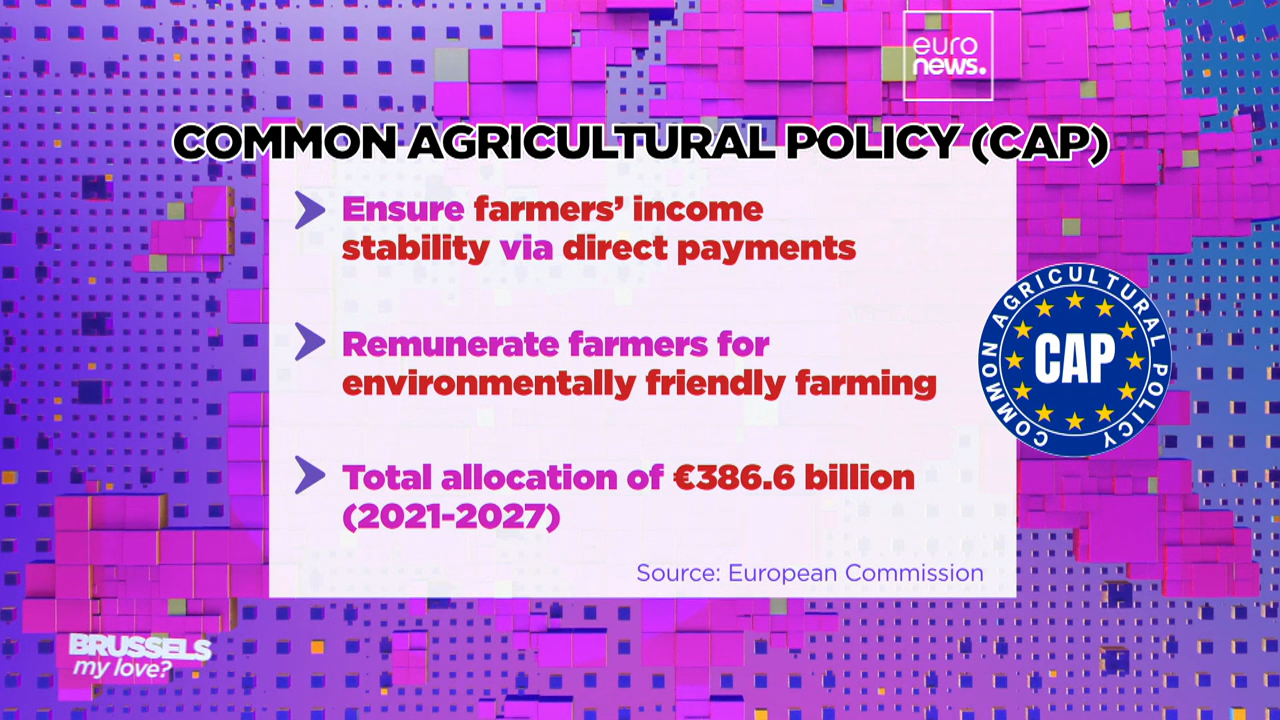 euro
news.
COMMON AGRICULTURAL POLICY (CAP)
Ensure farmers’ income
stability via direct payments
Remunerate farmers for
environmentally friendly farming
Total allocation of €386.6 billion
(2021-2027)
Source: European Commission
COMMON AGRICULTURAL POLICY
CAP
BRUSSELS
my love?